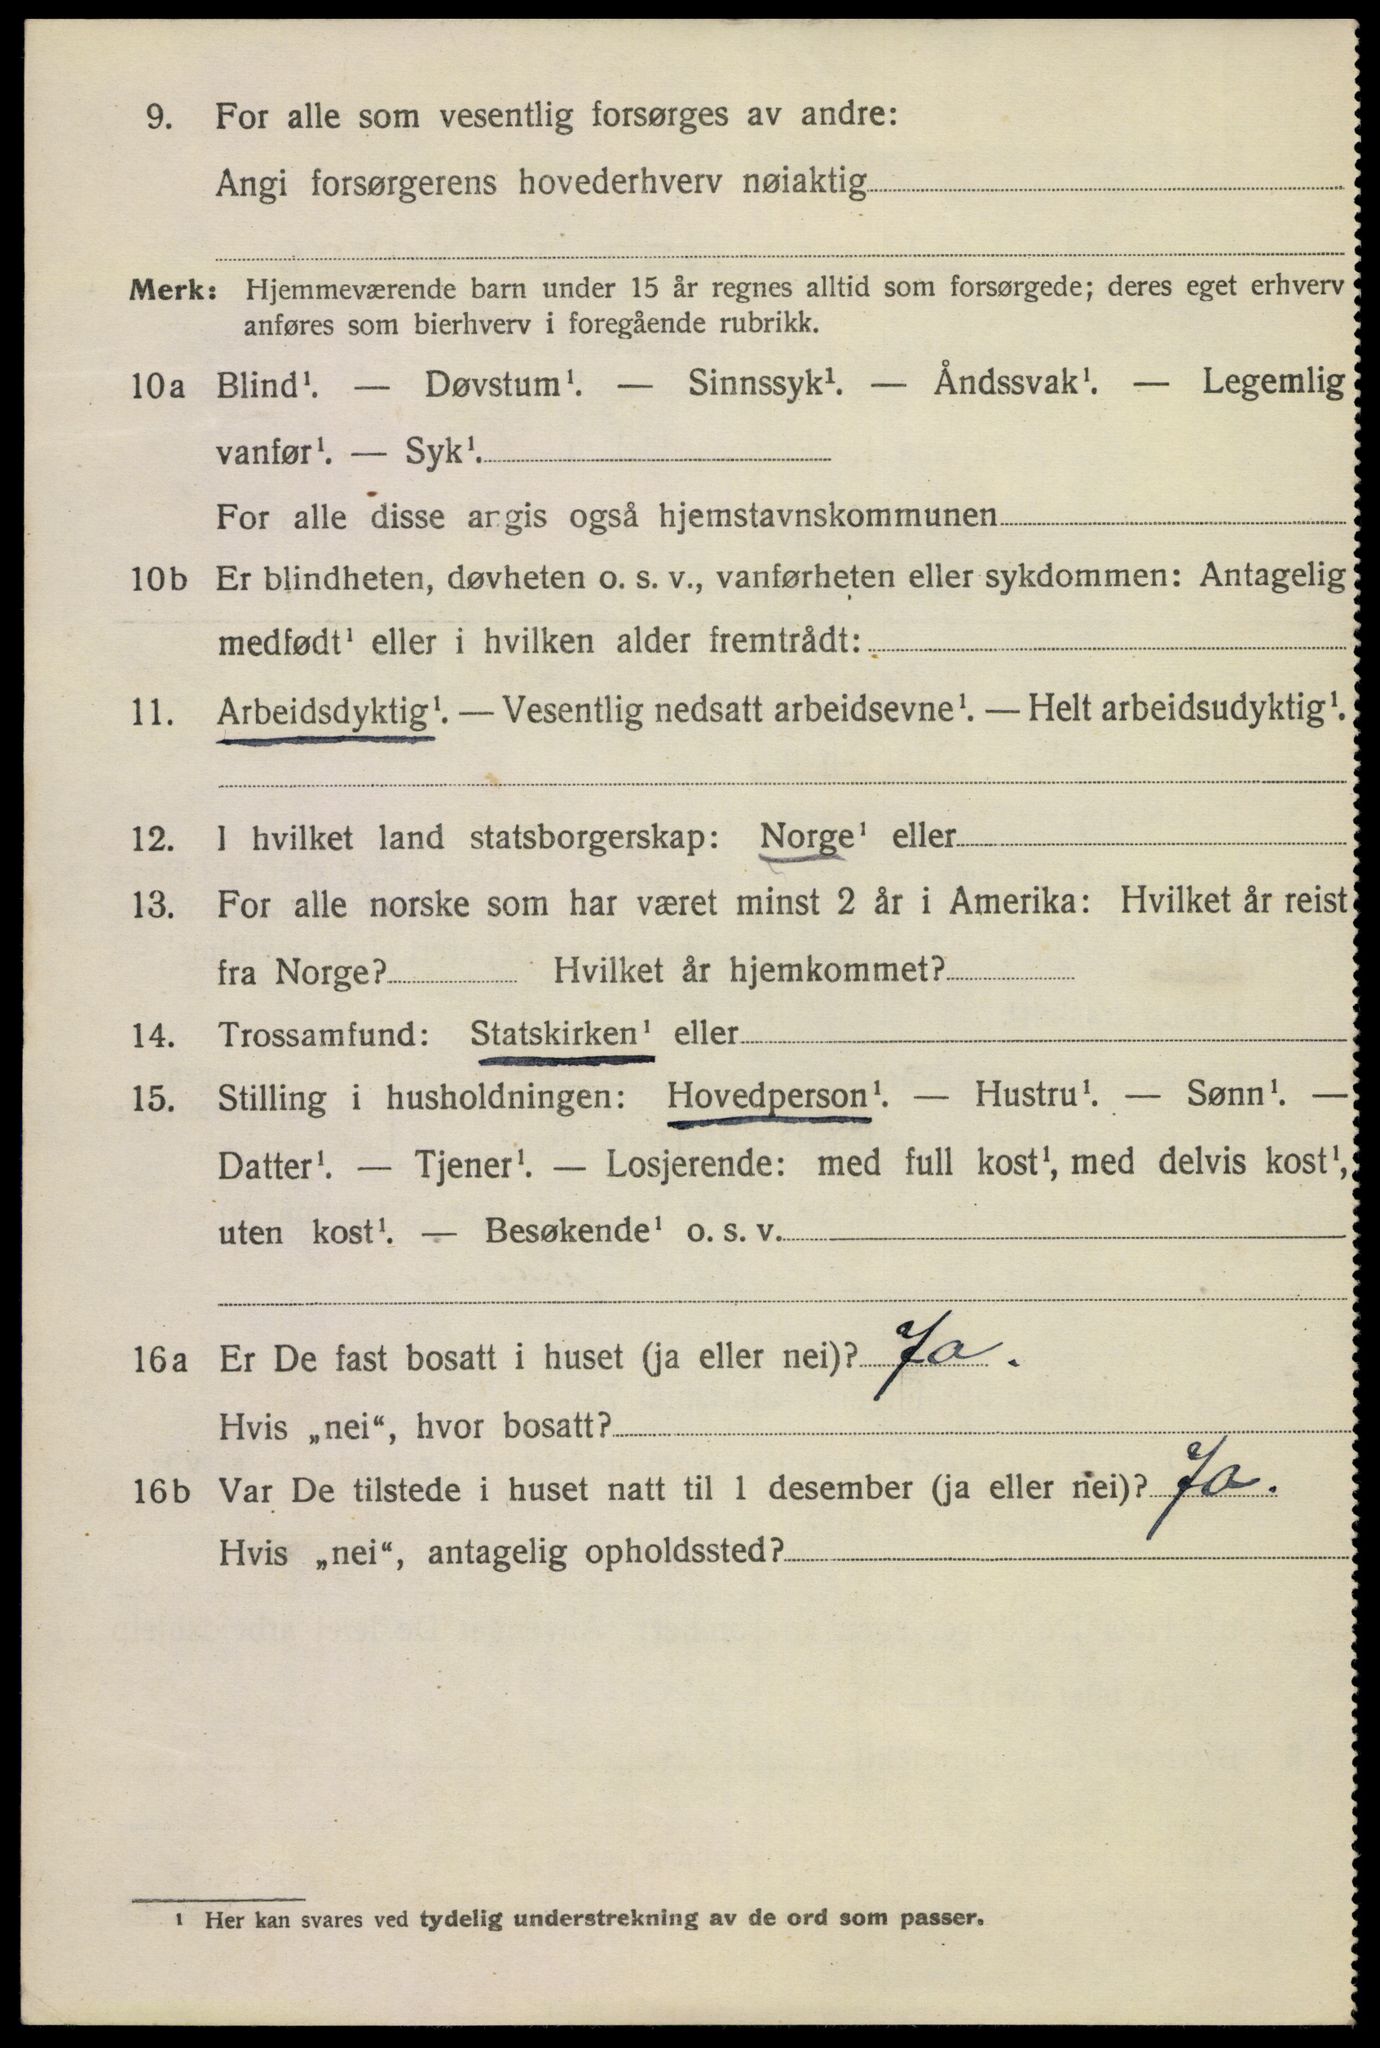 9. For alle som vesentlig forsørges av andre:
Angi forsørgerens hovederhverv nøiaktig
Merk: Hjemmeværende barn under 15 år regnes alltid som forsørgede; deres eget erhverv
anføres som bierhverv i foregående rubrikk.
10a Blind¹. — Døvstum¹. — Sinnssyk¹. — Åndssvak¹. — Legemlig
vanfør¹. — Syk¹.
For alle disse angis også hjemstavnskommunen
10b Er blindheten, døvheten o. s. v., vanførheten eller sykdommen: Antagelig
medfødt¹ eller i hvilken alder fremtrådt:
11. Arbeidsdyktig¹. — Vesentlig nedsatt arbeidsevne¹. — Helt arbeidsudyktig¹.
12. I hvilket land statsborgerskap: Norge¹ eller
13. For alle norske som har været minst 2 år i Amerika: Hvilket år reist
fra Norge? Hvilket år hjemkommet?
14. Trossamfund: Statskirken¹ eller
15. Stilling i husholdningen: Hovedperson¹. — Hustru¹. — Sønn¹. —
Datter¹. — Tjener¹. — Losjerende: med full kost¹, med delvis kost¹,
uten kost¹. — Besøkende¹ o. s. v.
16a Er De fast bosatt i huset (ja eller nei)? Ja.
Hvis „nei“, hvor bosatt?
16b Var De tilstede i huset natt til 1 desember (ja eller nei)? Ja.
Hvis „nei“, antagelig opholdssted?
¹ Her kan svares ved tydelig understrekning av de ord som passer.